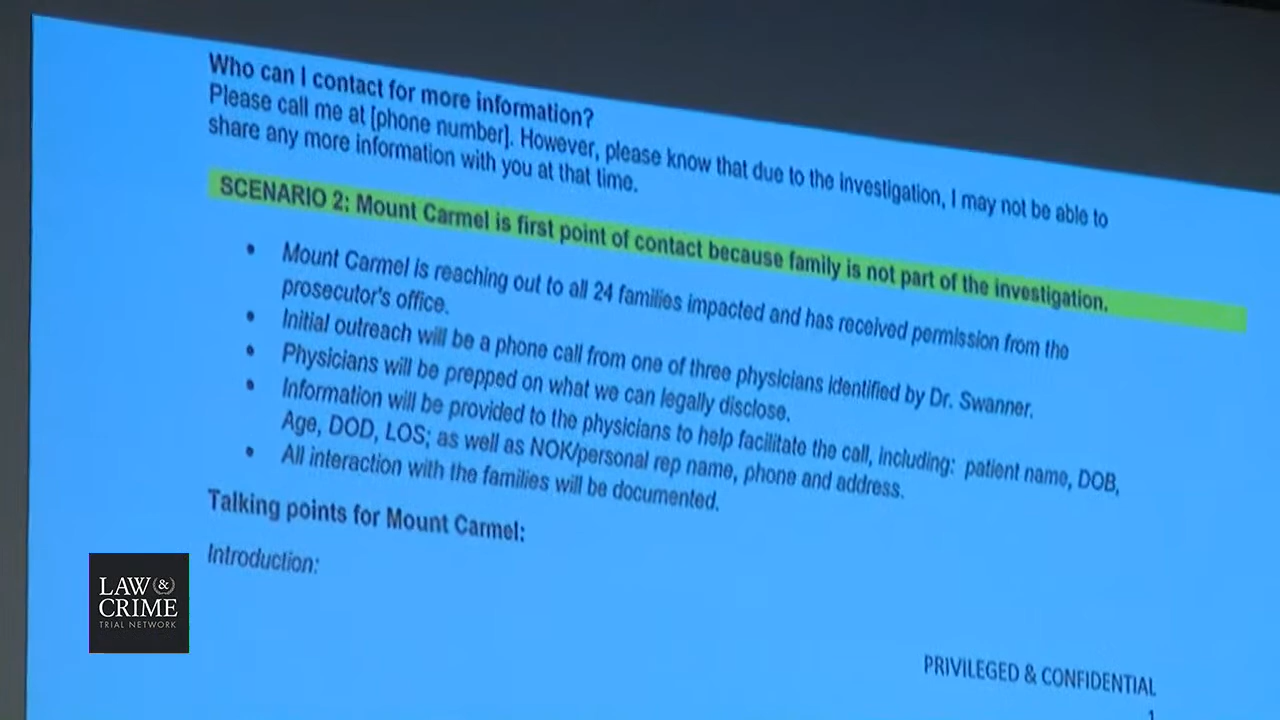 Who can I contact for more information?
Please call me at [phone number]. However, please know that due to the investigation, I may not be able to
share any more information with you at that time.
SCENARIO 2: Mount Carmel is first point of contact because family is not part of the investigation.
• Mount Carmel is reaching out to all 24 families impacted and has received permission from the
prosecutor's office.
• Initial outreach will be a phone call from one of three physicians identified by Dr. Swanner.
• Physicians will be prepped on what we can legally disclose.
• Information will be provided to the physicians to help facilitate the call, including: patient name, DOB,
Age, DOD, LOS; as well as NOK/personal rep name, phone and address.
• All interaction with the families will be documented.
Talking points for Mount Carmel:
Introduction:
LAW &
CRIME
TRIAL NETWORK
PRIVILEGED & CONFIDENTIAL
1